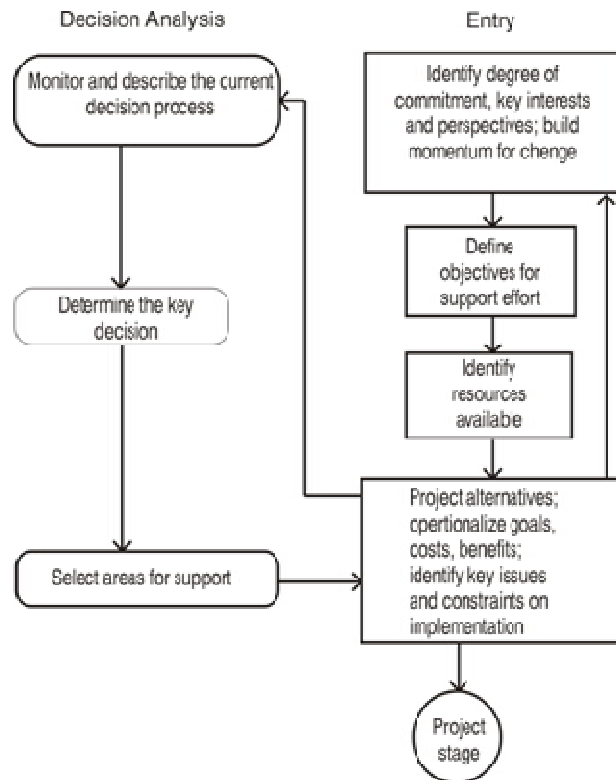 Decision Analysis
Entry
Monitor and describe the current
decision process
Determine the key
decision
Select areas for support
Identify degree of
commitment, key interests
and perspectives; build
momentum for change
Define
objectives for
support effort
Identify
resources
availabe
Project alternatives;
opertionalize goals,
costs, benefits;
identify key issues
and constraints on
implementation
Project
stage